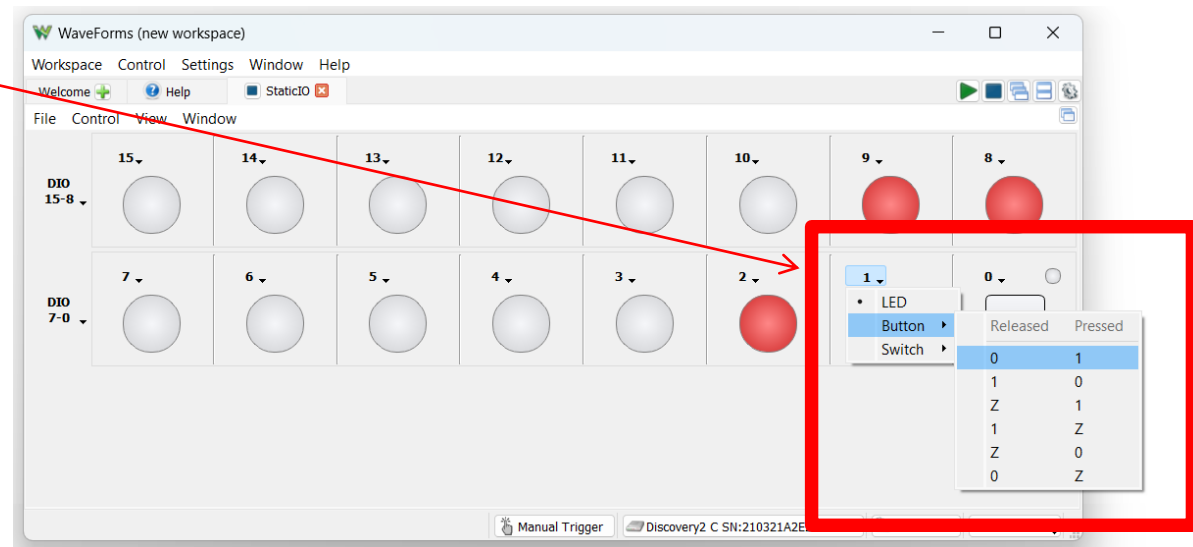 WaveForms (new workspace)
Workspace Control Settings Window Help
Welcome Help StaticIO
File Control View Window
DIO
15-8
15 14 13 12 11 10 9 8
DIO
7-0
7 6 5 4 3 2 1 0
• LED
Button
Switch
Released Pressed
0 1
1 0
Z 1
1 Z
Z 0
0 Z
Manual Trigger Discovery2 C SN:210321A2E